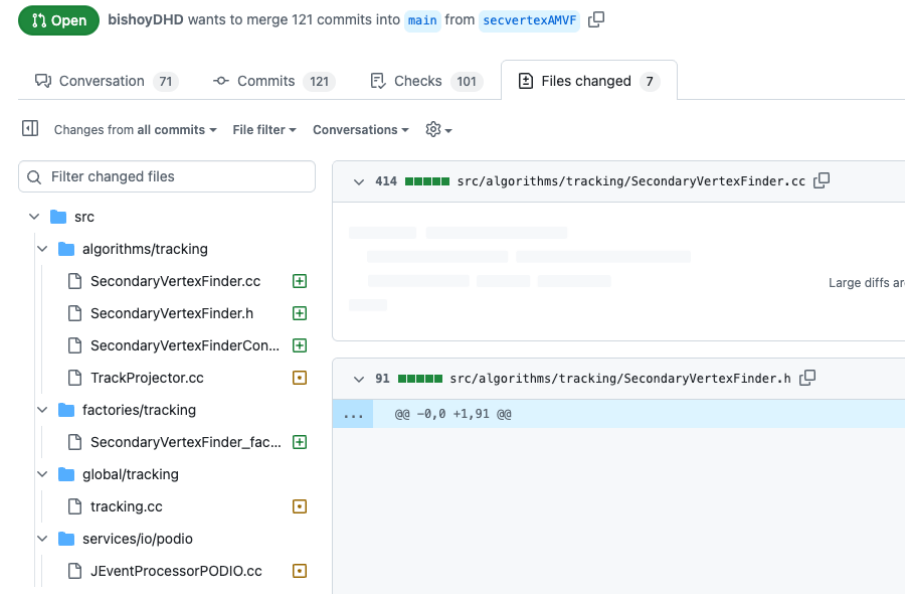 Open bishoyDHD wants to merge 121 commits into main from secvertexAMVF
Conversation 71 Commits 121 Checks 101 Files changed 7
Changes from all commits File filter Conversations
Filter changed files
src
algorithms/tracking
SecondaryVertexFinder.cc
SecondaryVertexFinder.h
SecondaryVertexFinderCon...
TrackProjector.cc
factories/tracking
SecondaryVertexFinder_fac...
global/tracking
tracking.cc
services/io/podio
JEventProcessorPODIO.cc
414 src/algorithms/tracking/SecondaryVertexFinder.cc
Large diffs ar
91 src/algorithms/tracking/SecondaryVertexFinder.h
... @@ -0,0 +1,91 @@